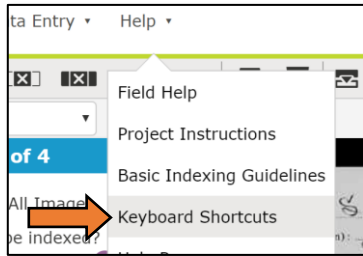 ta Entry ▾ Help ▾
Field Help
Project Instructions
of 4
Basic Indexing Guidelines
All Image
Keyboard Shortcuts
be indexed?